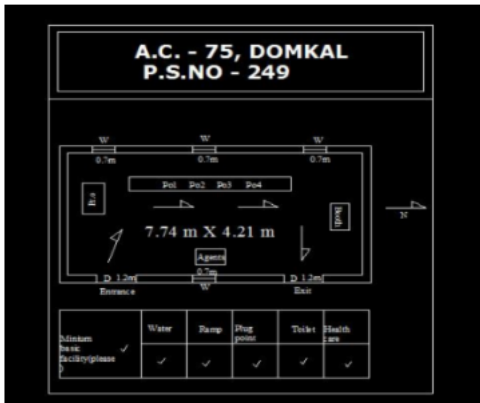 A.C. - 75, DOMKAL
P.S.NO - 249
W W W
0.7m 0.7m 0.7m
Po1 Po2 Po3 Po4
Booth
N
7.74 m X 4.21 m
Agents
0.7m
D 1.2m W D 1.2m
Entrance Exit
Minium
basic
facility(please
)
✓
Water Ramp Plug
point Toilet Health
care
✓ ✓ ✓ ✓ ✓